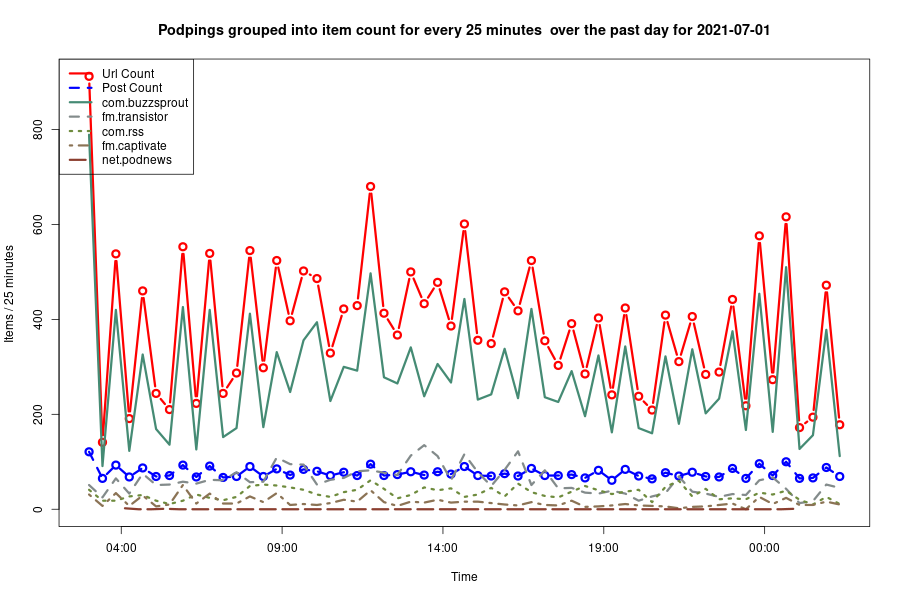 Podpings grouped into item count for every 25 minutes  over the past day for 2021-07-01
Url Count
Post Count
com.buzzsprout
fm.transistor
com.rss
fm.captivate
net.podnews
Items / 25 minutes
800
600
400
200
0
04:00 09:00 14:00 19:00 00:00
Time